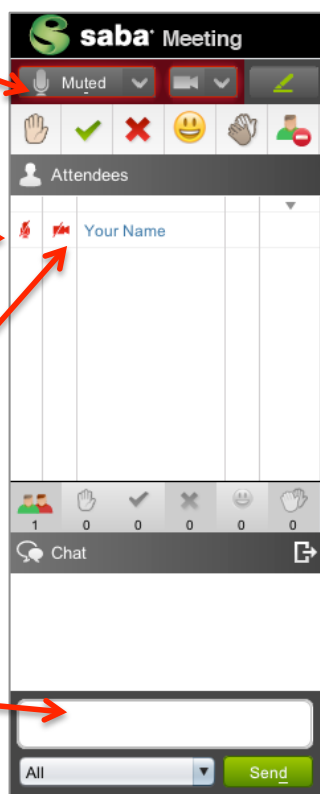 saba Meeting
Muted
Attendees
Your Name
1 0 0 0 0 0
Chat
All Send